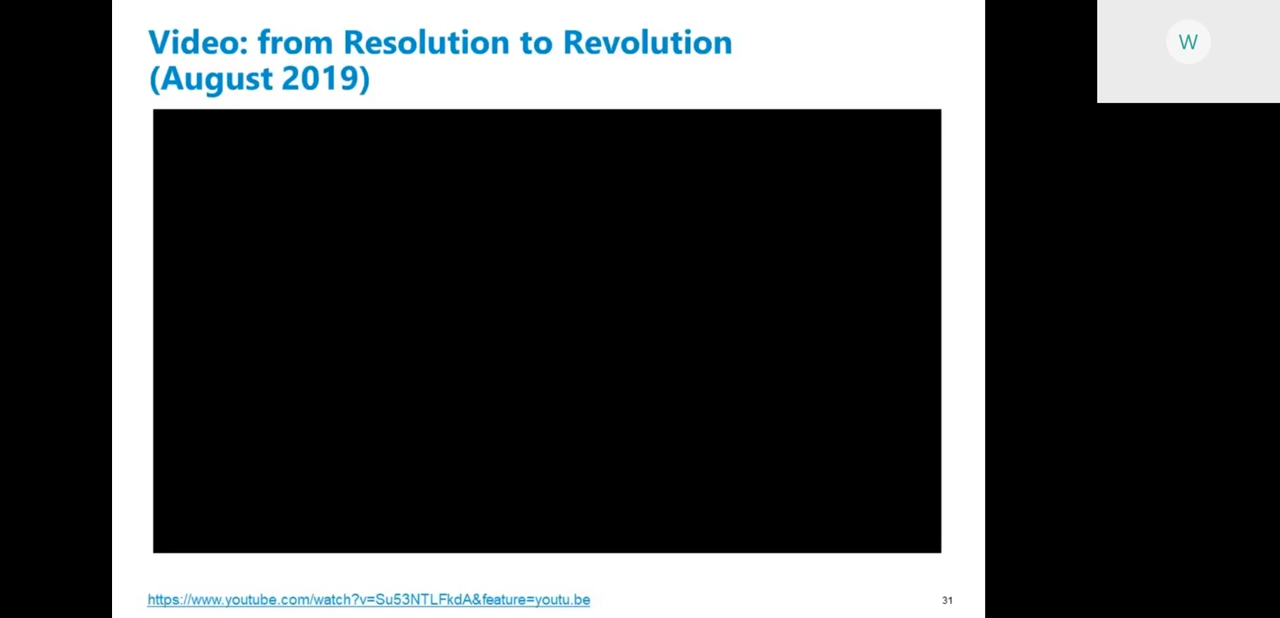 Video: from Resolution to Revolution
(August 2019)
W
https://www.youtube.com/watch?v=Su53NTLFkdA&feature=youtu.be
31